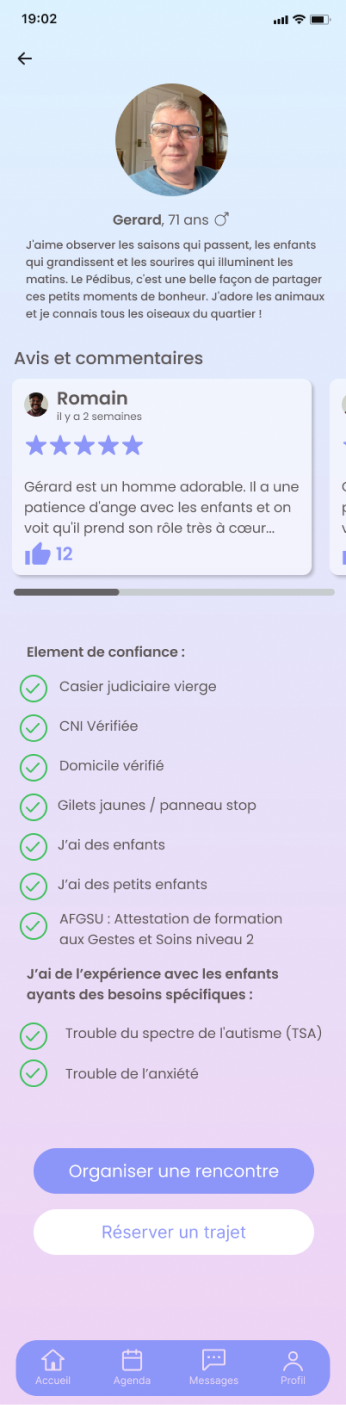 19:02
Gerard, 71 ans
J'aime observer les saisons qui passent, les enfants
qui grandissent et les sourires qui illuminent les
matins. Le Pédibus, c'est une belle façon de partager
ces petits moments de bonheur. J'adore les animaux
et je connais tous les oiseaux du quartier !
Avis et commentaires
Romain
il y a 2 semaines
Gérard est un homme adorable. Il a une
patience d'ange avec les enfants et on
voit qu'il prend son rôle très à cœur...
12
Element de confiance :
Casier judiciaire vierge
CNI Vérifiée
Domicile vérifié
Gilets jaunes / panneau stop
J'ai des enfants
J'ai des petits enfants
AFGSU : Attestation de formation
aux Gestes et Soins niveau 2
J'ai de l'expérience avec les enfants
ayants des besoins spécifiques :
Trouble du spectre de l'autisme (TSA)
Trouble de l'anxiété
Organiser une rencontre
Réserver un trajet
Accueil Agenda Messages Profil